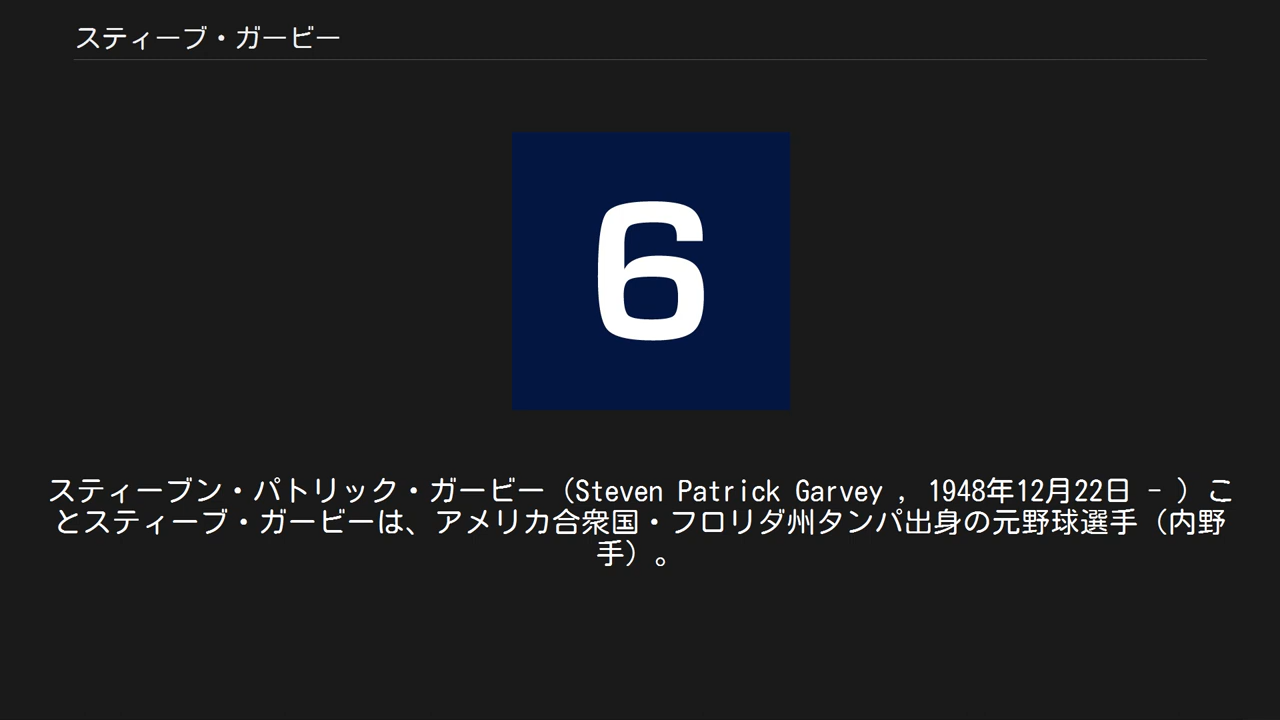 スティーブ・ガービー
6
スティーブン・パトリック・ガービー（Steven Patrick Garvey , 1948年12月22日 - ）こ
とスティーブ・ガービーは、アメリカ合衆国・フロリダ州タンパ出身の元野球選手（内野
手）。